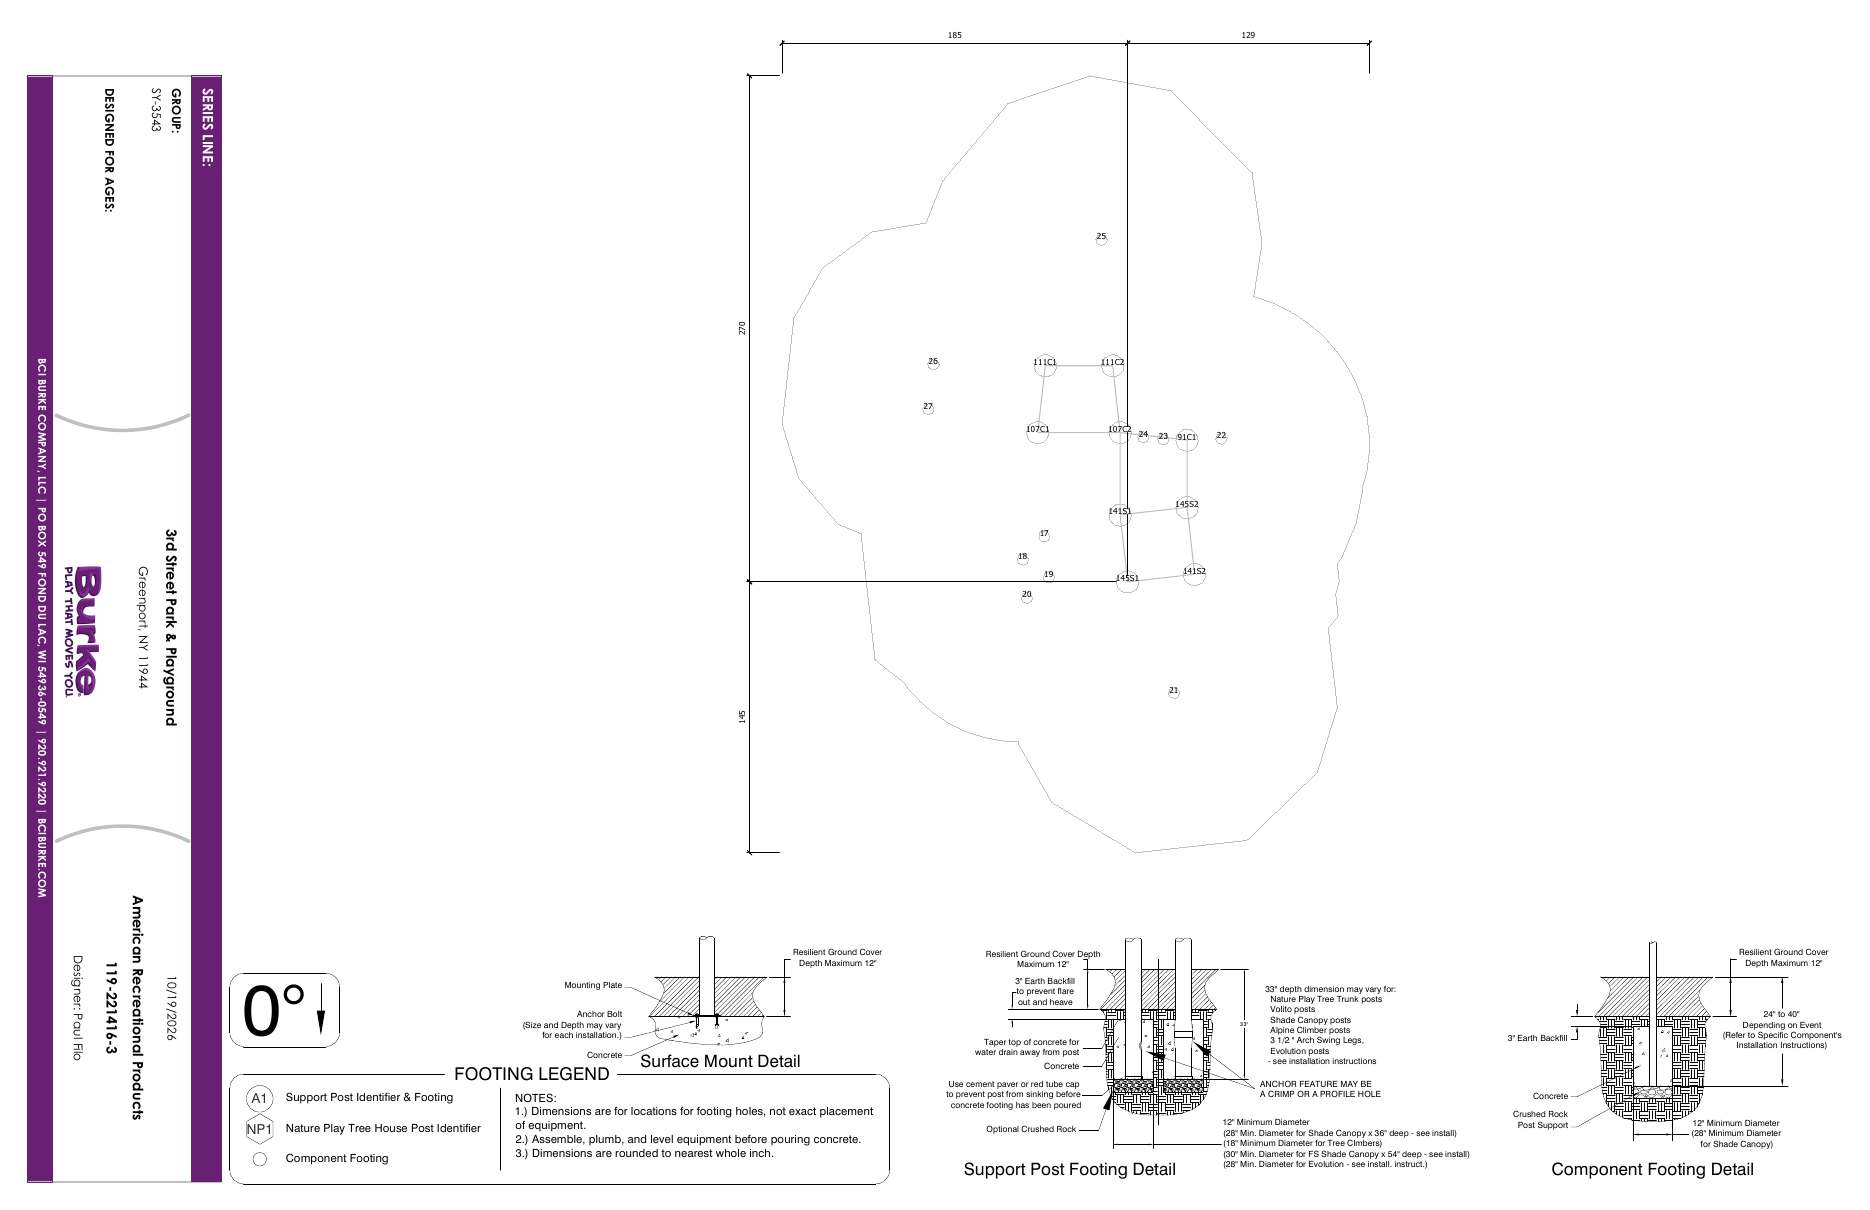 SERIES LINE:
GROUP:
SY-3543
DESIGNED FOR AGES:
3rd Street Park & Playground
Greenport, NY 11944
Burke
PLAY THAT MOVES YOU.
10/19/2026
American Recreational Products
119-221416-3
Designer: Paul Filo
BCI BURKE COMPANY, LLC | PO BOX 549 FOND DU LAC, WI 54936-0549 | 920.921.9220 | BCIBURKE.COM
185
129
270
145
25
26
111C1
111C2
27
107C1
107C2
24
23
91C1
22
141S1
145S2
17
18
19
145S1
141S2
20
21
0°
Resilient Ground Cover
Depth Maximum 12"
Mounting Plate
Anchor Bolt
(Size and Depth may vary
for each installation.)
Concrete
Surface Mount Detail
FOOTING LEGEND
A1
Support Post Identifier & Footing
NP1
Nature Play Tree House Post Identifier
Component Footing
NOTES:
1.) Dimensions are for locations for footing holes, not exact placement
of equipment.
2.) Assemble, plumb, and level equipment before pouring concrete.
3.) Dimensions are rounded to nearest whole inch.
Resilient Ground Cover Depth
Maximum 12"
3" Earth Backfill
to prevent flare
out and heave
Taper top of concrete for
water drain away from post
Concrete
Use cement paver or red tube cap
to prevent post from sinking before
concrete footing has been poured
Optional Crushed Rock
33"
33" depth dimension may vary for:
Nature Play Tree Trunk posts
Volito posts
Shade Canopy posts
Alpine Climber posts
3 1/2 " Arch Swing Legs.
Evolution posts
- see installation instructions
ANCHOR FEATURE MAY BE
A CRIMP OR A PROFILE HOLE
12" Minimum Diameter
(28" Min. Diameter for Shade Canopy x 36" deep - see install)
(18" Minimum Diameter for Tree ClImbers)
(30" Min. Diameter for FS Shade Canopy x 54" deep - see install)
(28" Min. Diameter for Evolution - see install. instruct.)
Support Post Footing Detail
Resilient Ground Cover
Depth Maximum 12"
24" to 40"
Depending on Event
(Refer to Specific Component's
Installation Instructions)
3" Earth Backfill
Concrete
Crushed Rock
Post Support
12" Minimum Diameter
(28" Minimum Diameter
for Shade Canopy)
Component Footing Detail